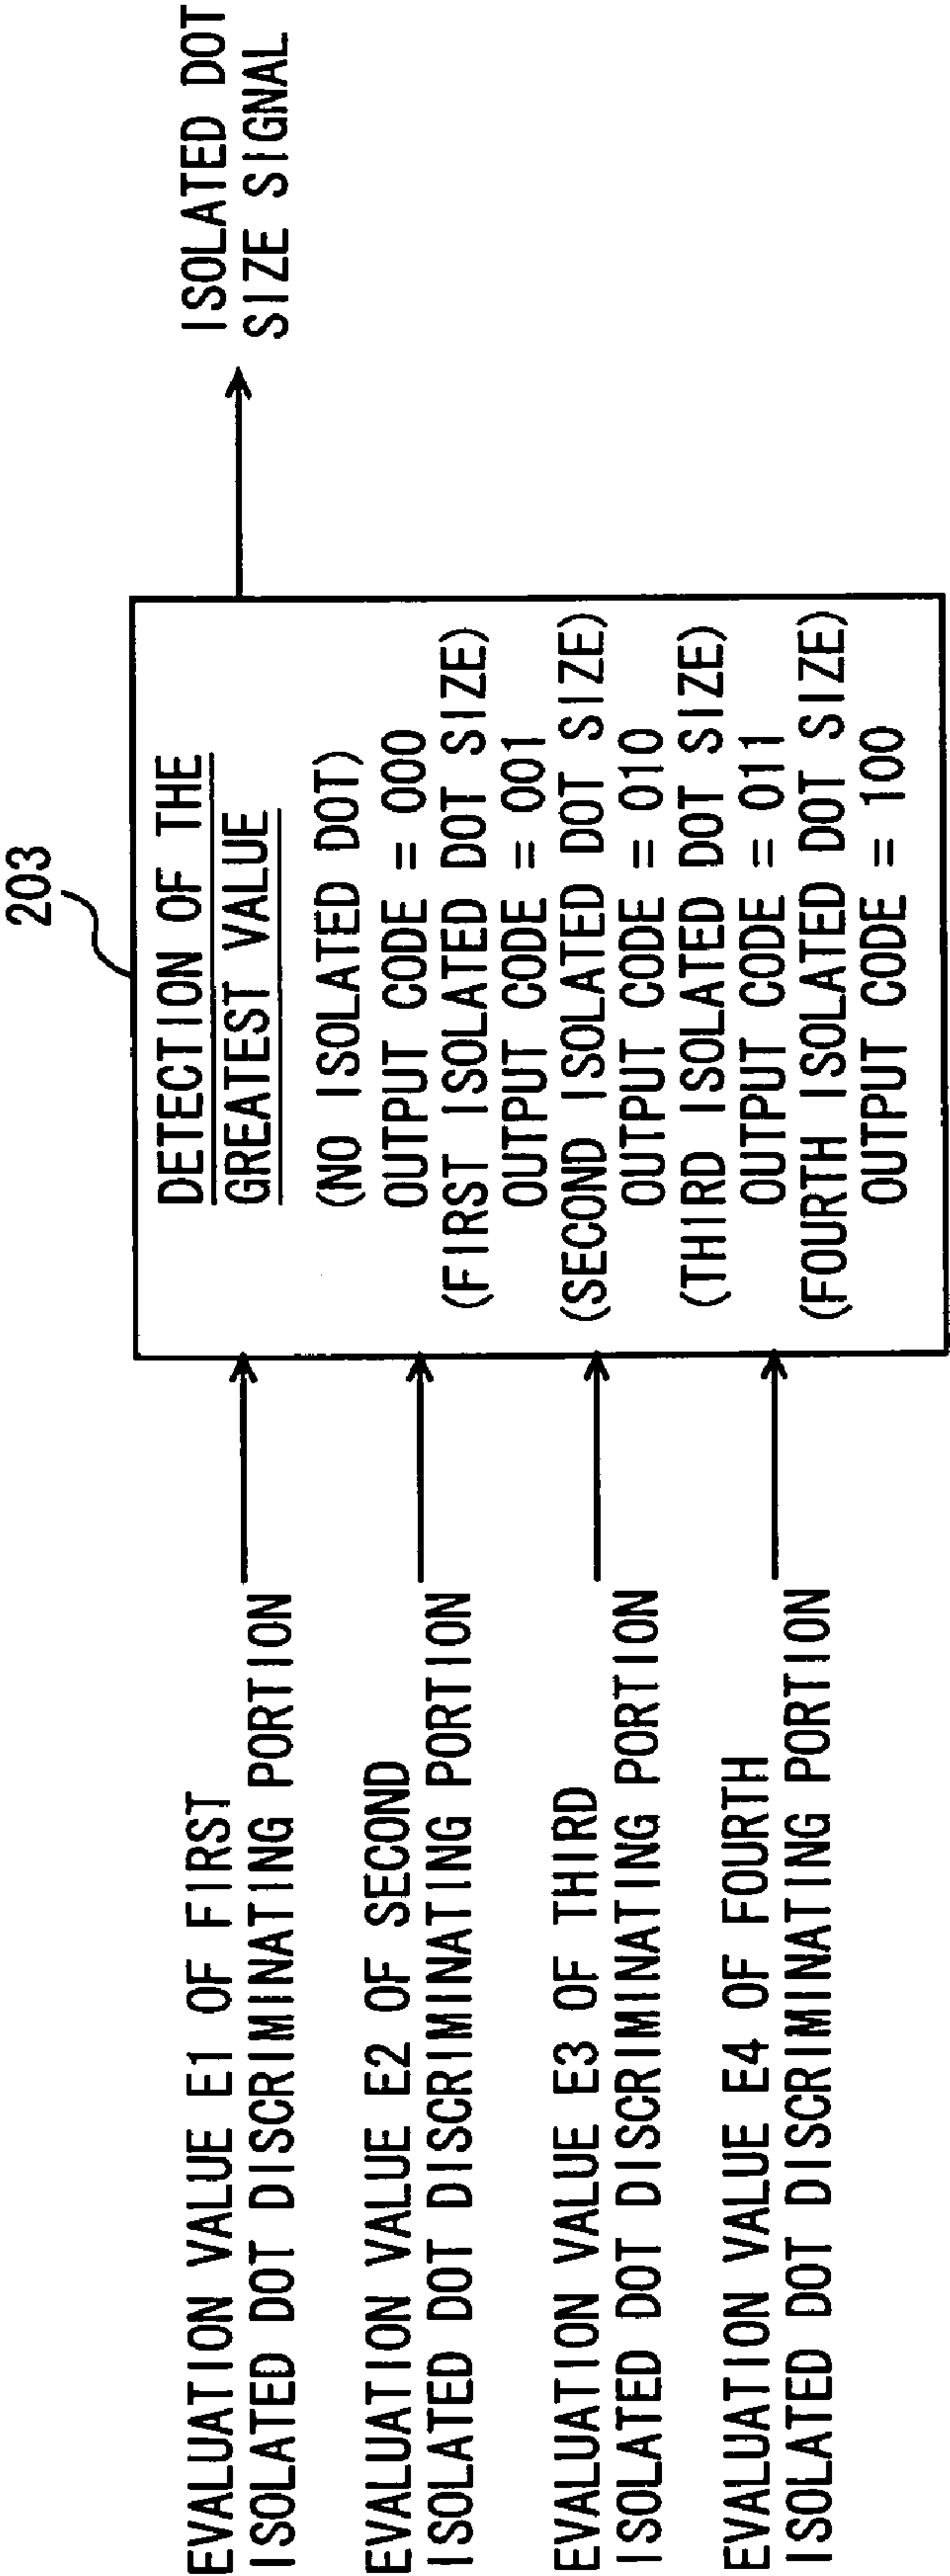 203
EVALUATION VALUE E1 OF FIRST
ISOLATED DOT DISCRIMINATING PORTION
EVALUATION VALUE E2 OF SECOND
ISOLATED DOT DISCRIMINATING PORTION
EVALUATION VALUE E3 OF THIRD
ISOLATED DOT DISCRIMINATING PORTION
EVALUATION VALUE E4 OF FOURTH
ISOLATED DOT DISCRIMINATING PORTION
DETECTION OF THE
GREATEST VALUE
(NO ISOLATED DOT)
OUTPUT CODE = 000
(FIRST ISOLATED DOT SIZE)
OUTPUT CODE = 001
(SECOND ISOLATED DOT SIZE)
OUTPUT CODE = 010
(THIRD ISOLATED DOT SIZE)
OUTPUT CODE = 011
(FOURTH ISOLATED DOT SIZE)
OUTPUT CODE = 100
ISOLATED DOT
SIZE SIGNAL